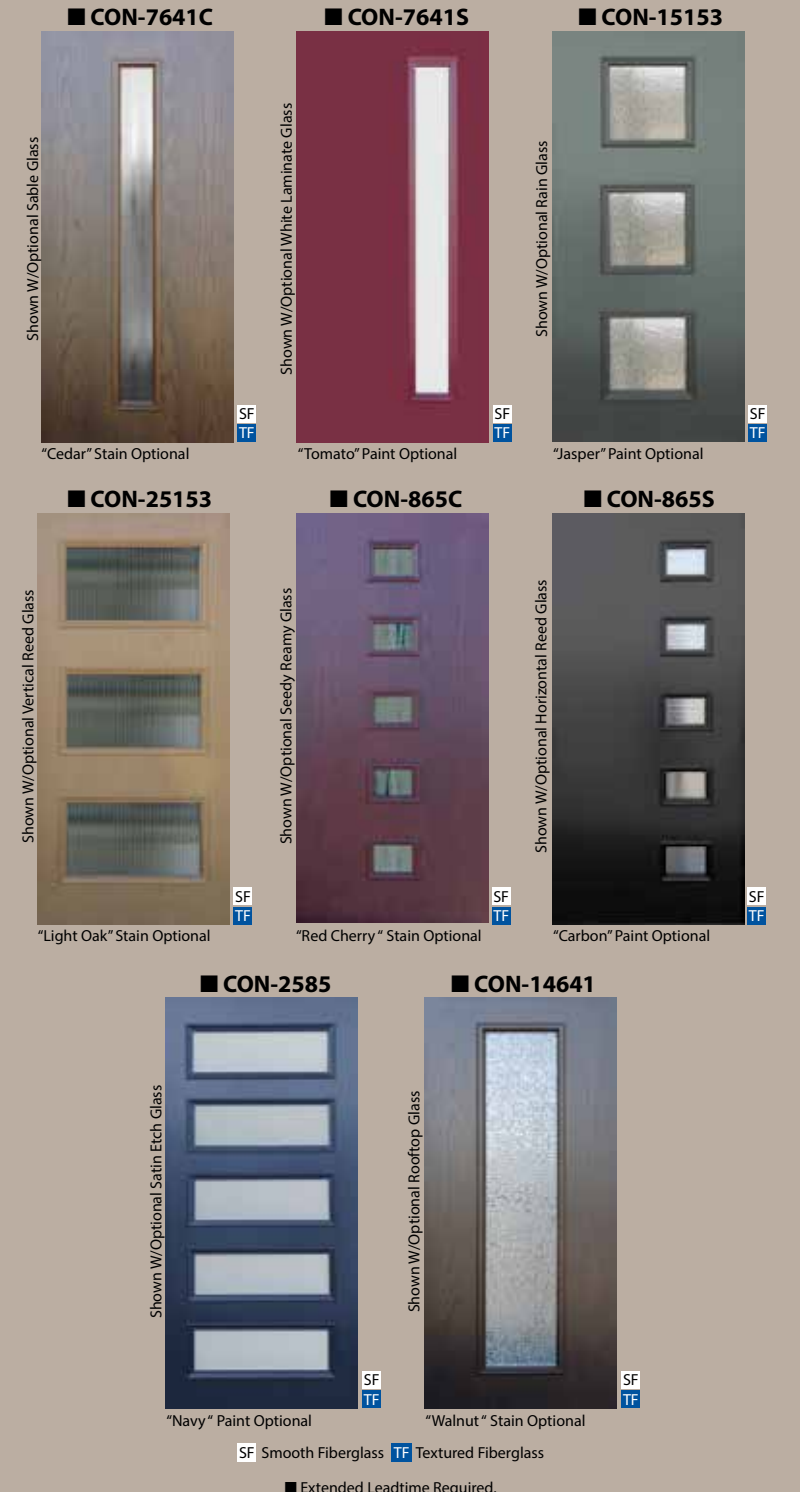 ■ CON-7641C
Shown W/Optional Sable Glass
SF
TF
“Cedar” Stain Optional
■ CON-7641S
Shown W/Optional White Laminate Glass
SF
TF
“Tomato” Paint Optional
■ CON-15153
Shown W/Optional Rain Glass
SF
TF
“Jasper” Paint Optional
■ CON-25153
Shown W/Optional Vertical Reed Glass
SF
TF
“Light Oak” Stain Optional
■ CON-865C
Shown W/Optional Seedy Reamy Glass
SF
TF
“Red Cherry “ Stain Optional
■ CON-865S
Shown W/Optional Horizontal Reed Glass
SF
TF
“Carbon” Paint Optional
■ CON-2585
Shown W/Optional Satin Etch Glass
SF
TF
“Navy “ Paint Optional
■ CON-14641
Shown W/Optional Rooftop Glass
SF
TF
“Walnut “ Stain Optional
SF Smooth Fiberglass TF Textured Fiberglass
■ Extended Leadtime Required.